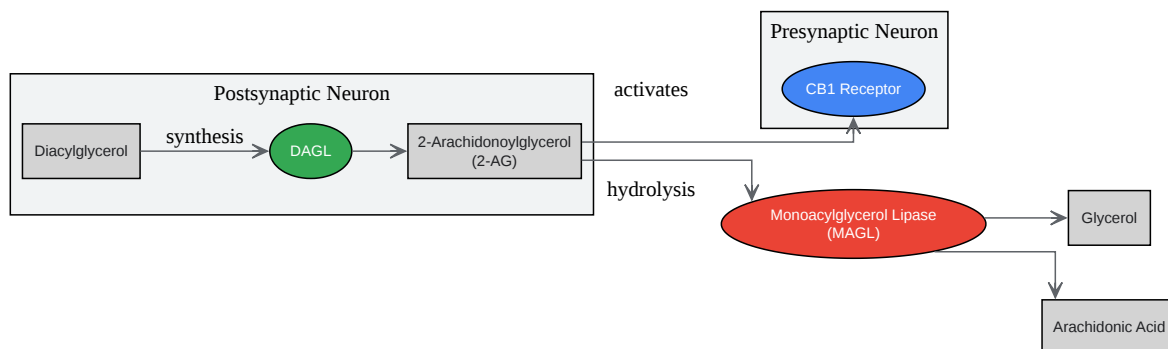 Presynaptic Neuron
CB1 Receptor
activates
Postsynaptic Neuron
Diacylglycerol
synthesis
DAGL
2-Arachidonoylglycerol
(2-AG)
hydrolysis
Monoacylglycerol Lipase
(MAGL)
Glycerol
Arachidonic Acid